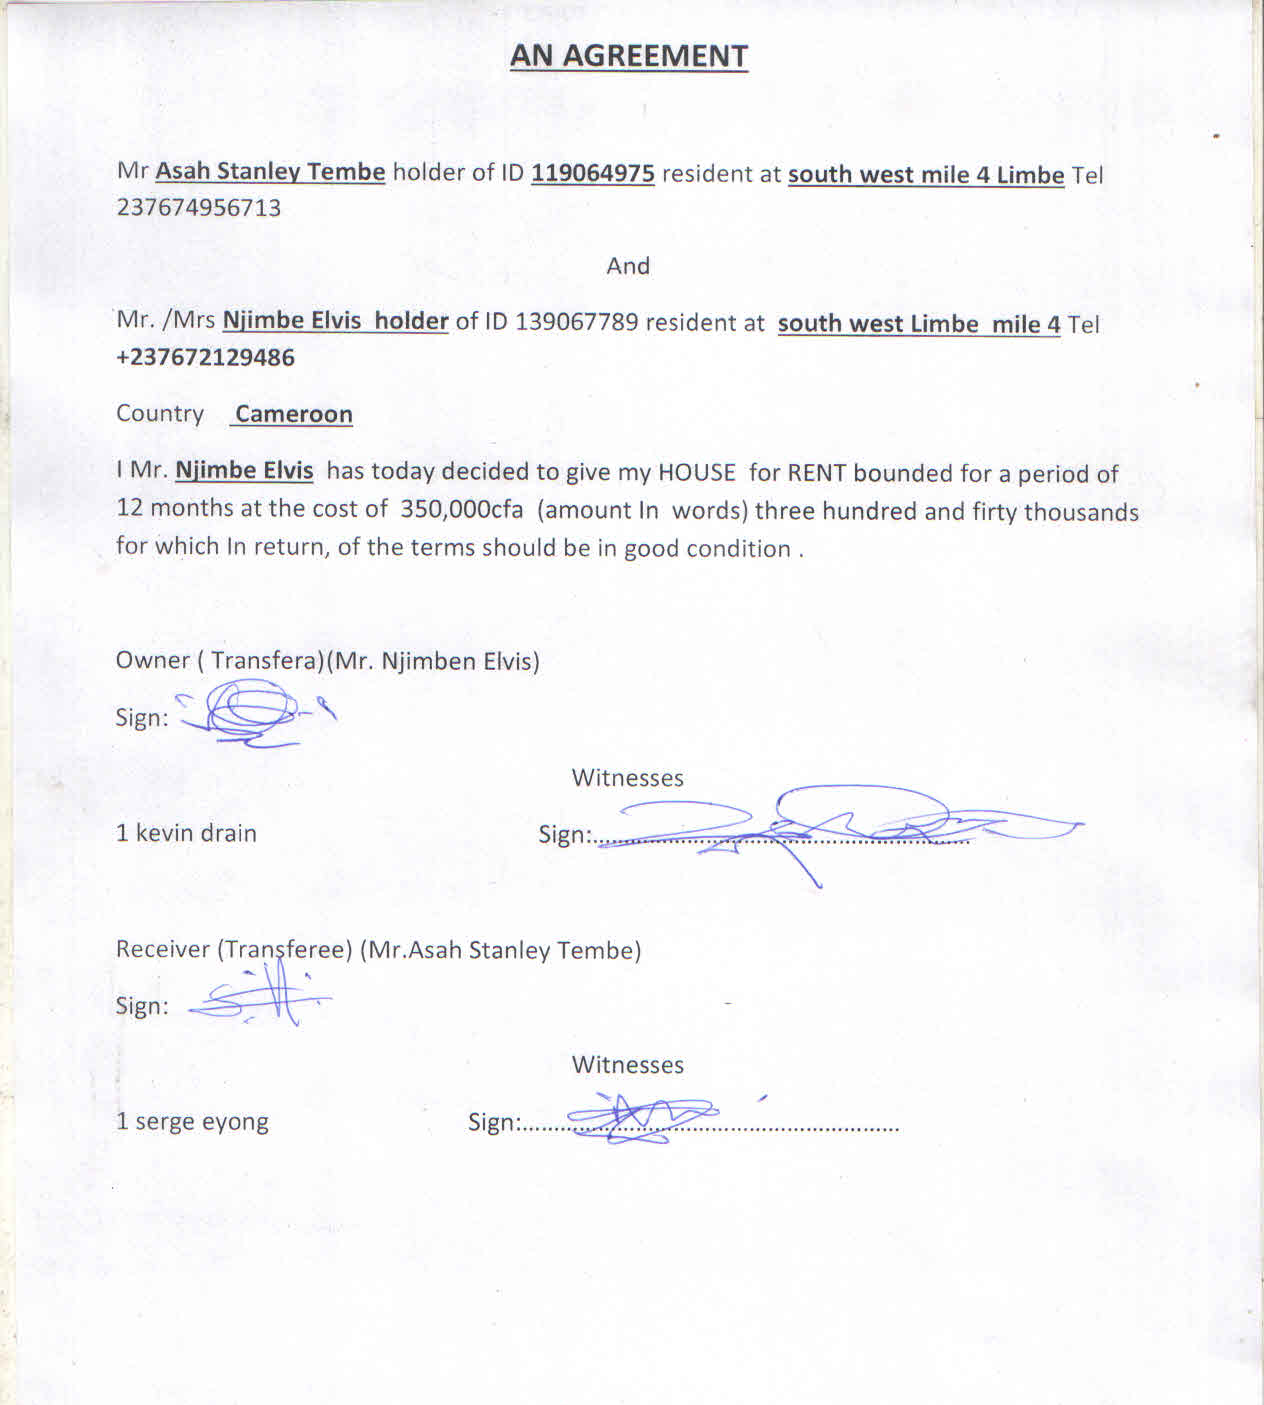 AN AGREEMENT
Mr Asah Stanley Tembe holder of ID 119064975 resident at south west mile 4 Limbe Tel
237674956713
And
Mr. /Mrs Njimbe Elvis holder of ID 139067789 resident at south west Limbe mile 4 Tel
+237672129486
Country Cameroon
I Mr. Njimbe Elvis has today decided to give my HOUSE for RENT bounded for a period of
12 months at the cost of 350,000cfa (amount In words) three hundred and firty thousands
for which In return, of the terms should be in good condition .
Owner ( Transfera)(Mr. Njimben Elvis)
Sign:
Witnesses
1 kevin drain Sign:...............................................................
Receiver (Transferee) (Mr.Asah Stanley Tembe)
Sign:
Witnesses
1 serge eyong Sign:...............................................................